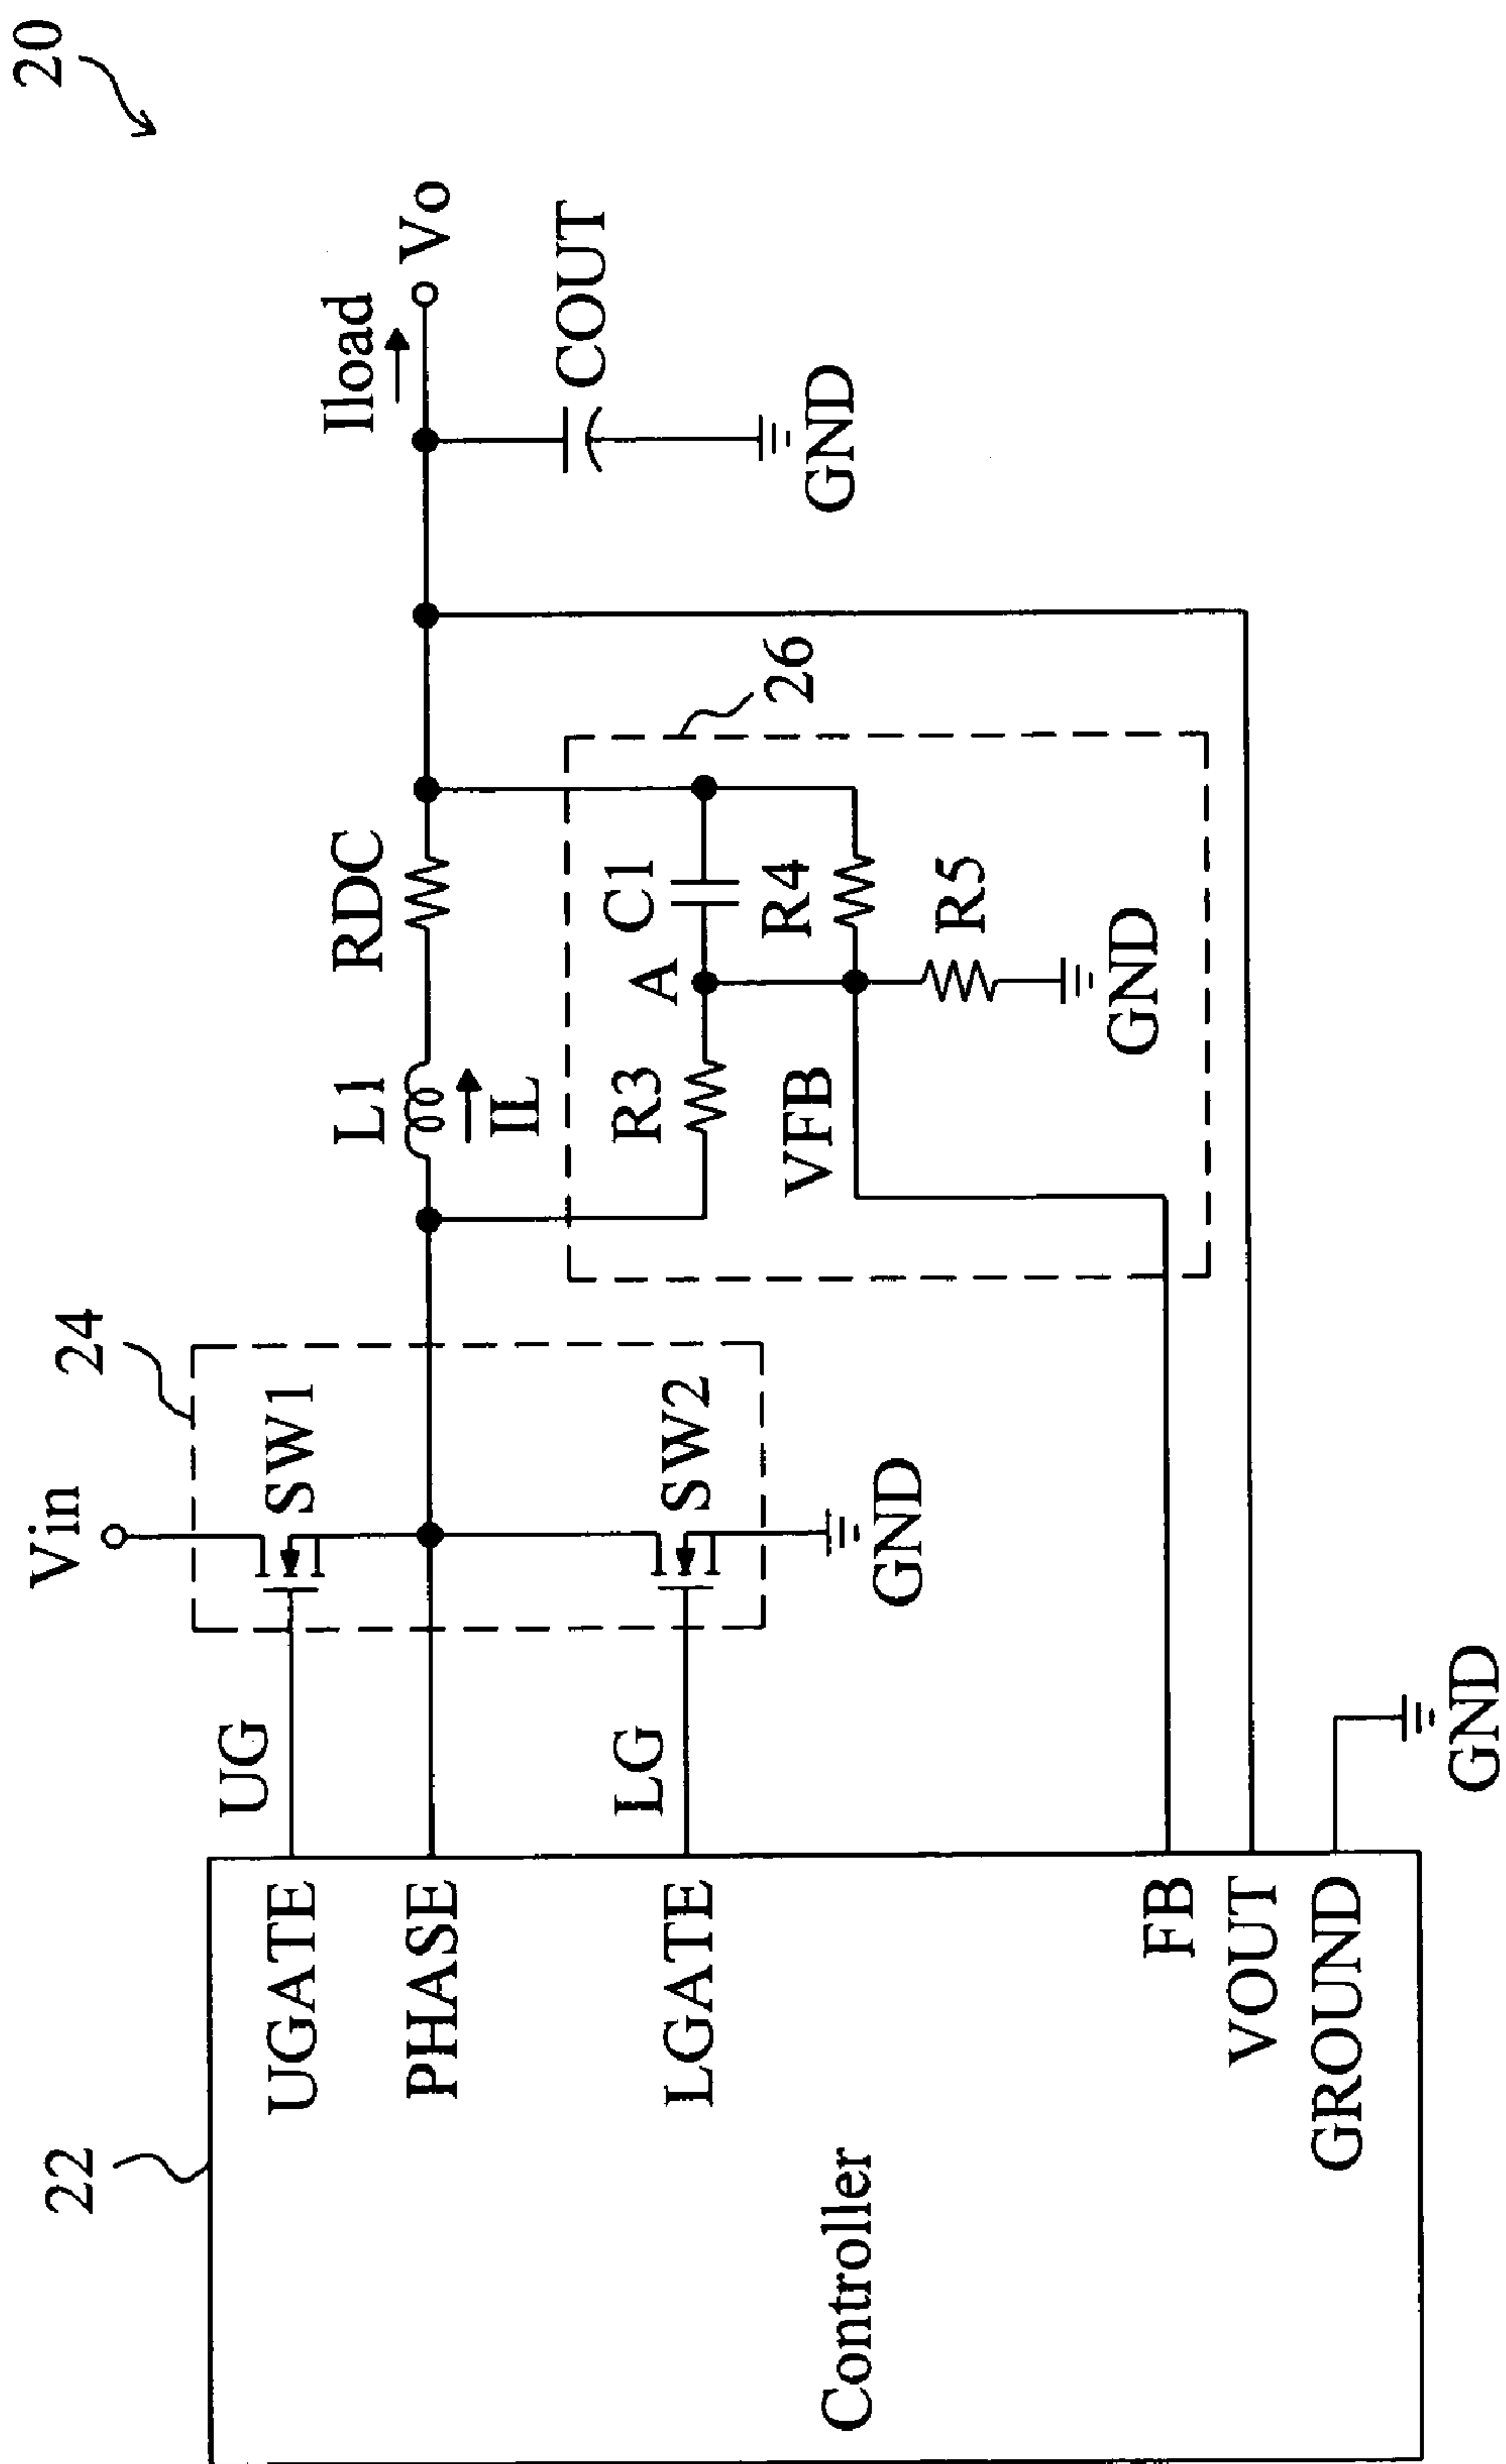 20
Vin
24
SW1
UG
L1
RDC
Iload
Vo
IL
COUT
GND
26
R3
A
C1
R4
VFB
R5
GND
SW2
LG
GND
22
UGATE
PHASE
LGATE
Controller
FB
VOUT
GROUND
GND